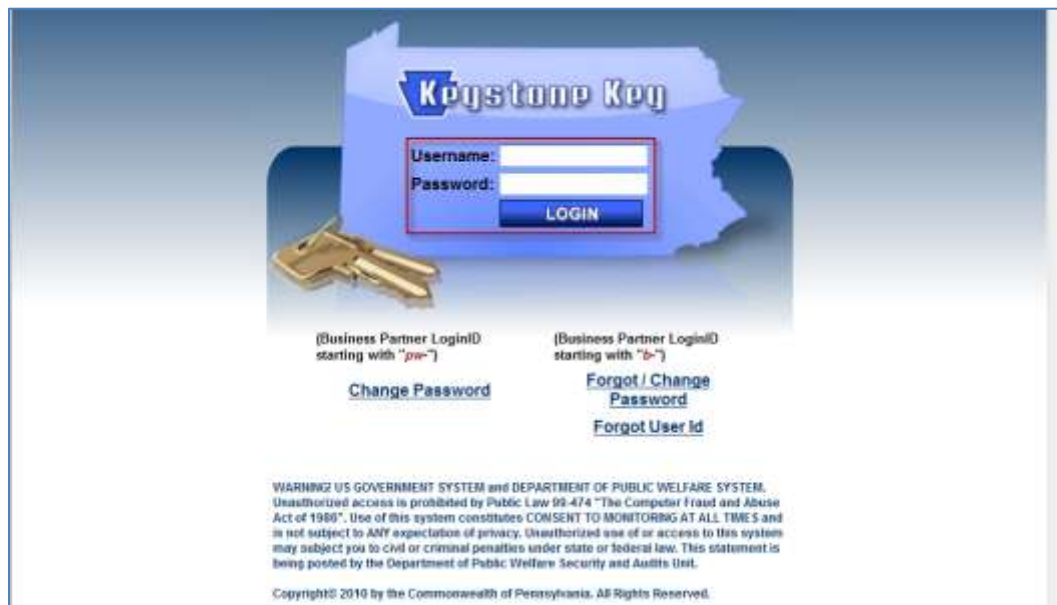 Keystone Key
Username:
Password:
LOGIN
(Business Partner LoginID
starting with "pw-")
Change Password
(Business Partner LoginID
starting with "b-")
Forgot / Change
Password
Forgot User Id
WARNING! US GOVERNMENT SYSTEM and DEPARTMENT OF PUBLIC WELFARE SYSTEM.
Unauthorized access is prohibited by Public Law 99-474 "The Computer Fraud and Abuse
Act of 1986". Use of this system constitutes CONSENT TO MONITORING AT ALL TIMES and
is not subject to ANY expectation of privacy. Unauthorized use of or access to this system
may subject you to civil or criminal penalties under state or federal law. This statement is
being posted by the Department of Public Welfare Security and Audits Unit.
Copyright© 2010 by the Commonwealth of Pennsylvania. All Rights Reserved.